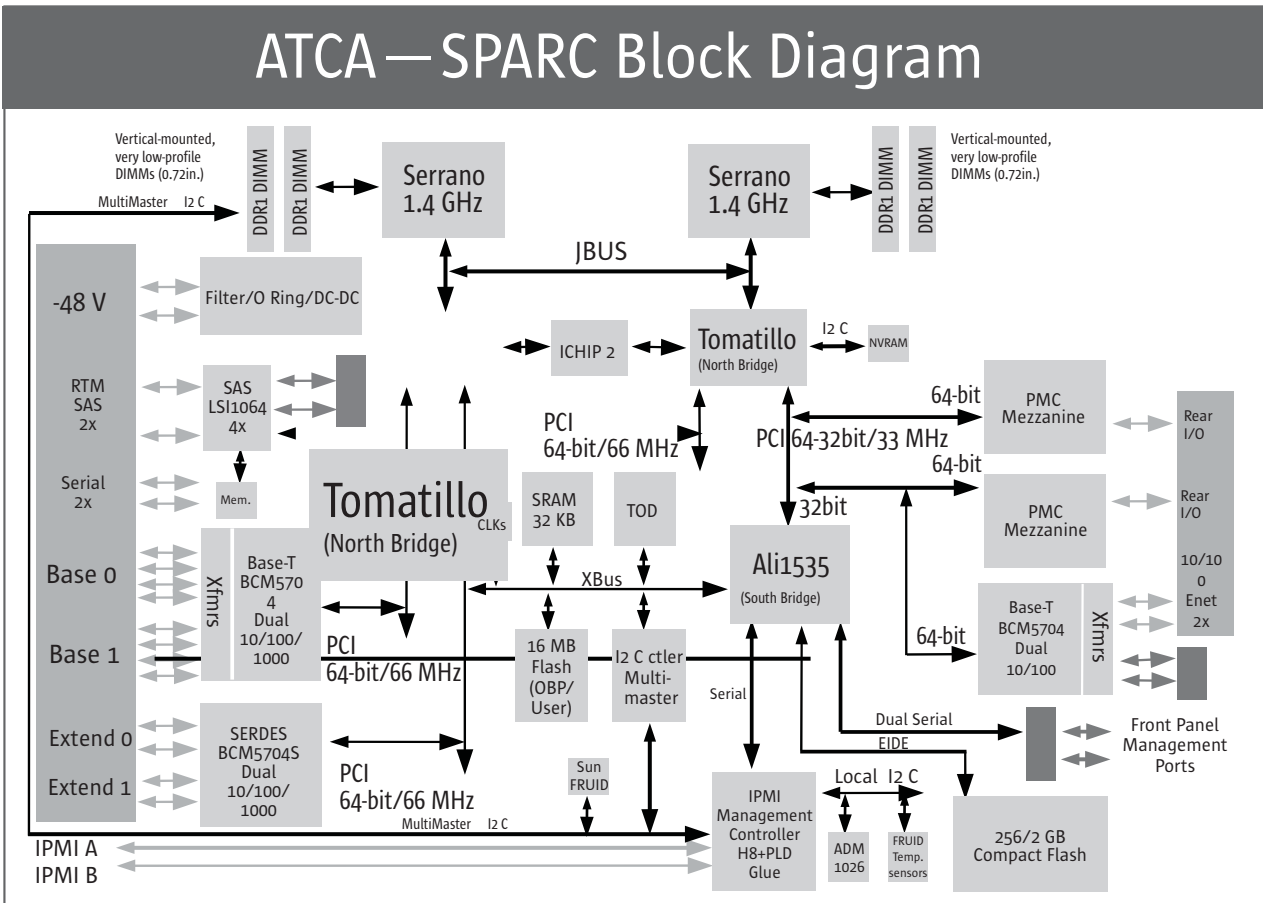 ATCA — SPARC Block Diagram
Vertical-mounted,
very low-profile
DIMMs (0.72in.)
MultiMaster I2 C
DDR1 DIMM
DDR1 DIMM
Serrano
1.4 GHz
Serrano
1.4 GHz
DDR1 DIMM
DDR1 DIMM
Vertical-mounted,
very low-profile
DIMMs (0.72in.)
JBUS
-48 V
Filter/O Ring/DC-DC
ICHIP 2
Tomatillo
(North Bridge)
I2 C
NVRAM
RTM
SAS
2x
SAS
LSI1064
4x
PCI
64-bit/66 MHz
PCI 64-32bit/33 MHz
64-bit
PMC
Mezzanine
Rear
I/O
64-bit
Serial
2x
Mem.
Tomatillo
(North Bridge)
CLKs
SRAM
32 KB
TOD
32bit
PMC
Mezzanine
Rear
I/O
Base 0
Xfmrs
Base-T
BCM570
4
Dual
10/100/
1000
XBus
Ali1535
(South Bridge)
10/10
0
Enet
2x
Base 1
PCI
64-bit/66 MHz
16 MB
Flash
(OBP/
User)
I2 C ctler
Multi-
master
Serial
64-bit
Base-T
BCM5704
Dual
10/100
Xfmrs
Extend 0
Extend 1
SERDES
BCM5704S
Dual
10/100/
1000
PCI
64-bit/66 MHz
Dual Serial
EIDE
Front Panel
Management
Ports
Sun
FRUID
MultiMaster I2 C
IPMI
Management
Controller
H8+PLD
Glue
Local I2 C
ADM
1026
FRUID
Temp.
sensors
256/2 GB
Compact Flash
IPMI A
IPMI B